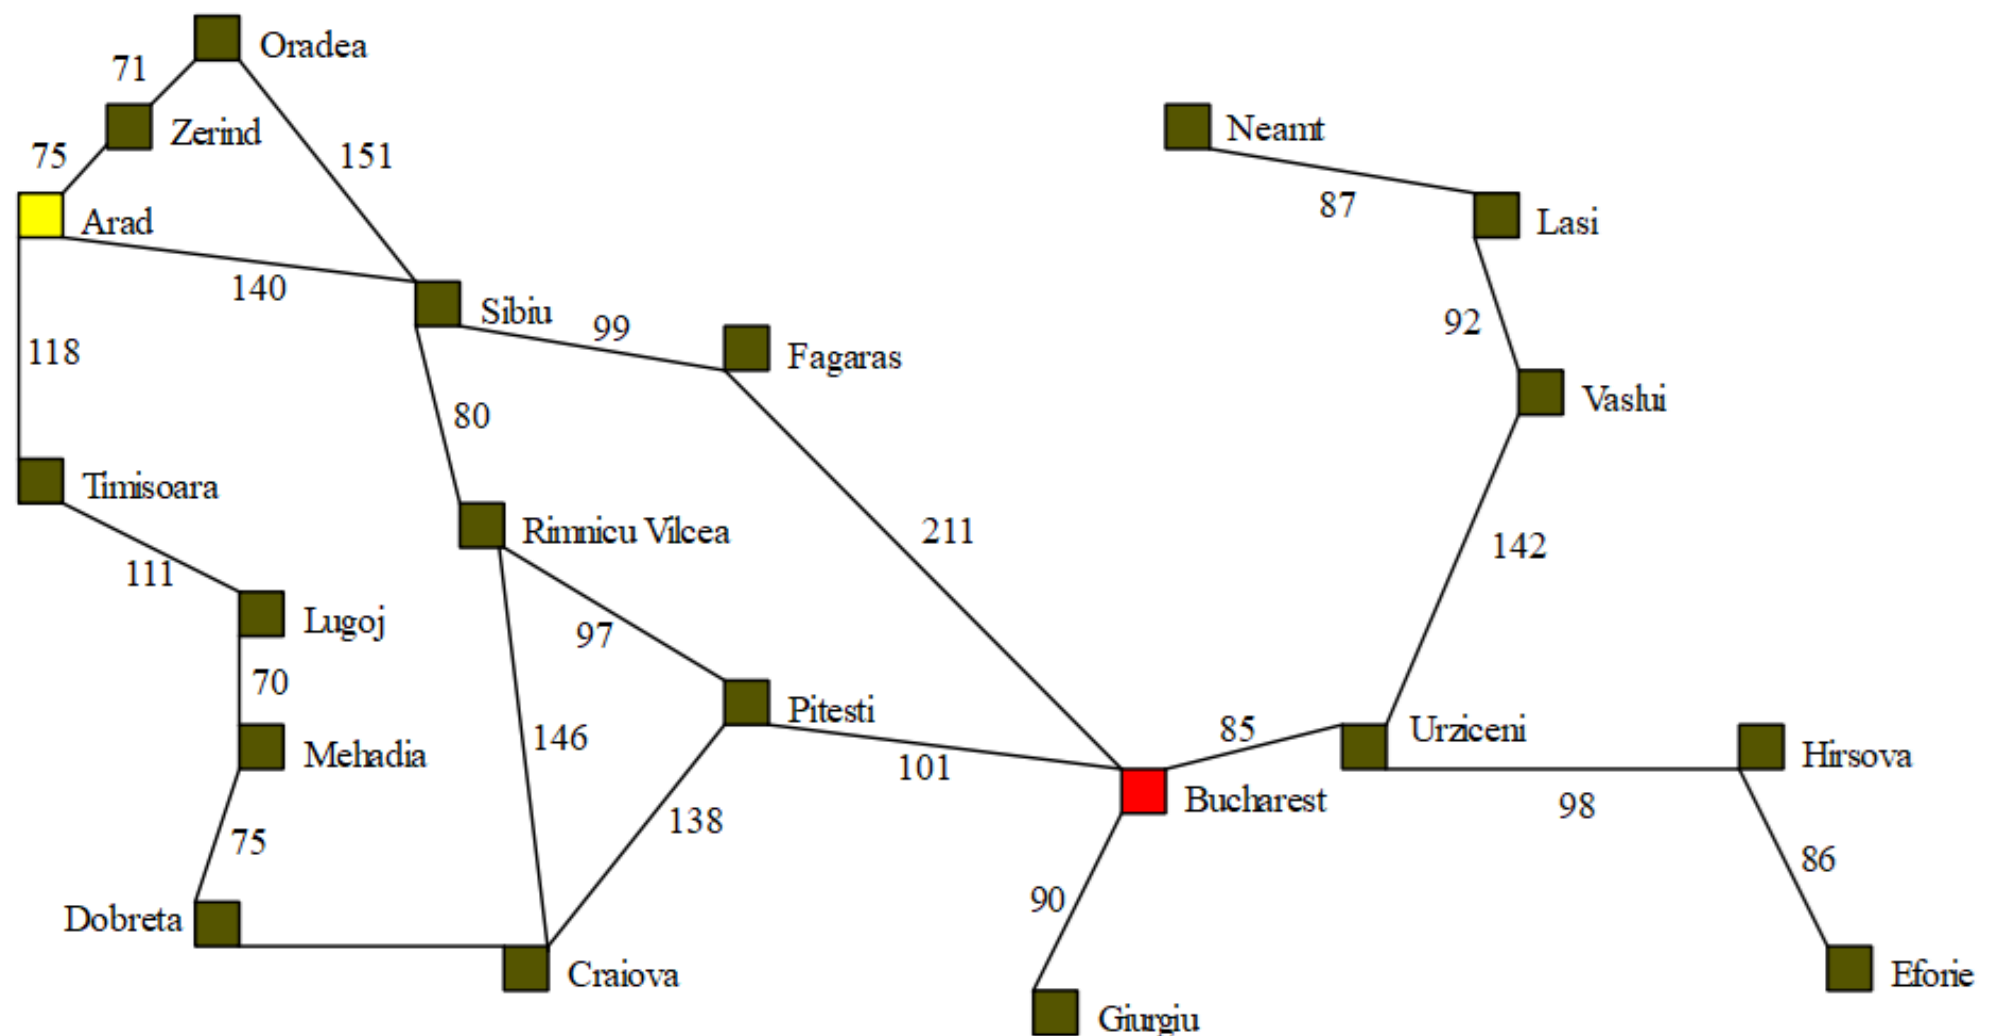 Oradea
71
Zerind
Neamt
75
151
87
Arad
Lasi
140
Sibiu
99
92
118
Fagaras
Vaslui
80
Timisoara
Rimnicu Vilcea
211
142
111
Lugoj
97
70
Pitesti
85
Urziceni
146
Mehadia
101
Hirsova
Bucharest
98
138
75
86
90
Dobreta
Craiova
Eforie
Giurgiu